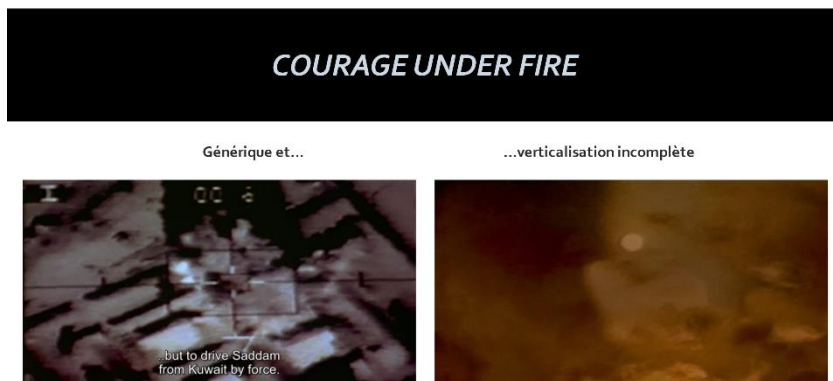 COURAGE UNDER FIRE
Générique et...
...verticalisation incomplète
...but to drive Saddam
from Kuwait by force.